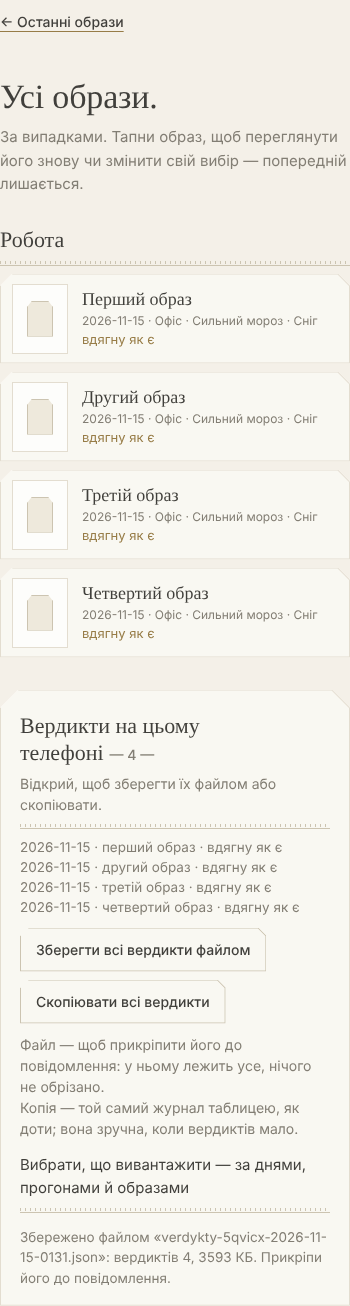 ← Останні образи
Усі образи.
За випадками. Тапни образ, щоб переглянути
його знову чи змінити свій вибір — попередній
лишається.
Робота
Перший образ
2026-11-15 · Офіс · Сильний мороз · Сніг
вдягну як є
Другий образ
2026-11-15 · Офіс · Сильний мороз · Сніг
вдягну як є
Третій образ
2026-11-15 · Офіс · Сильний мороз · Сніг
вдягну як є
Четвертий образ
2026-11-15 · Офіс · Сильний мороз · Сніг
вдягну як є
Вердикти на цьому
телефоні — 4 —
Відкрий, щоб зберегти їх файлом або
скопіювати.
2026-11-15 · перший образ · вдягну як є
2026-11-15 · другий образ · вдягну як є
2026-11-15 · третій образ · вдягну як є
2026-11-15 · четвертий образ · вдягну як є
Зберегти всі вердикти файлом
Скопіювати всі вердикти
Файл — щоб прикріпити його до
повідомлення: у ньому лежить усе, нічого
не обрізано.
Копія — той самий журнал таблицею, як
доти; вона зручна, коли вердиктів мало.
Вибрати, що вивантажити — за днями,
прогонами й образами
Збережено файлом «verdykty-5qvicx-2026-11-
15-0131.json»: вердиктів 4, 3593 КБ. Прикріпи
його до повідомлення.